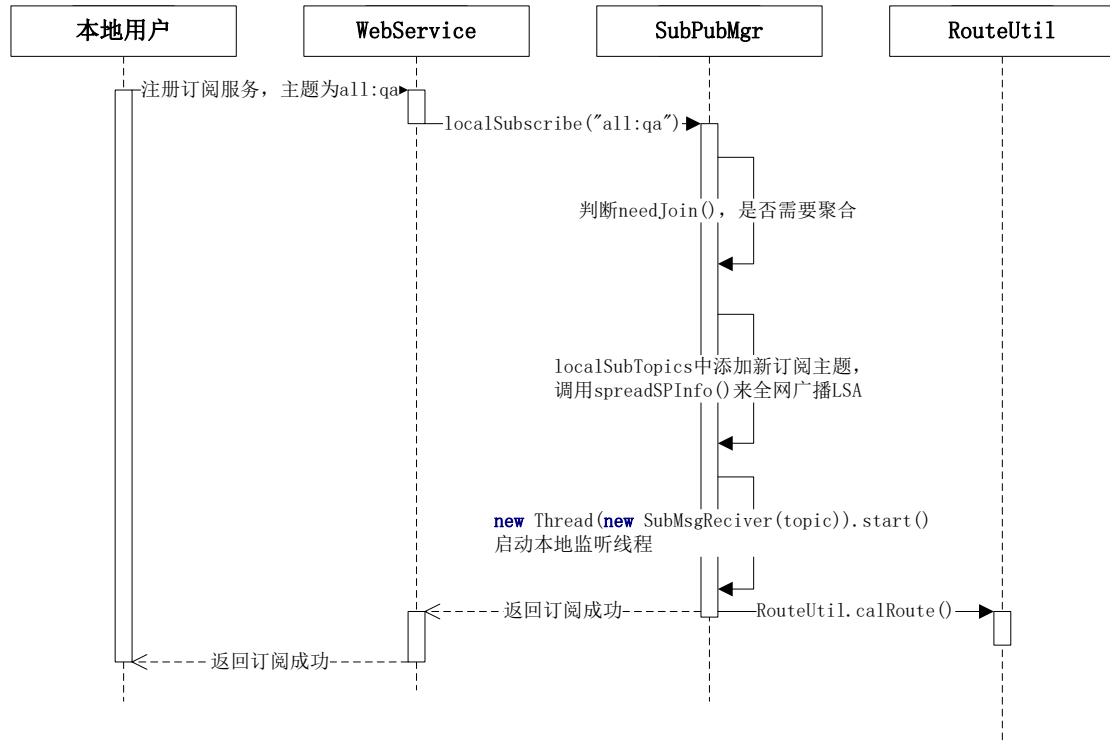 本地用户
WebService
SubPubMgr
RouteUtil
注册订阅服务，主题为all:qa
localSubscribe("all:qa")
判断needJoin()，是否需要聚合
localSubTopics中添加新订阅主题，
调用spreadSPInfo()来全网广播LSA
new Thread(new SubMsgReciver(topic)).start()
启动本地监听线程
返回订阅成功
RouteUtil.calRoute()
返回订阅成功